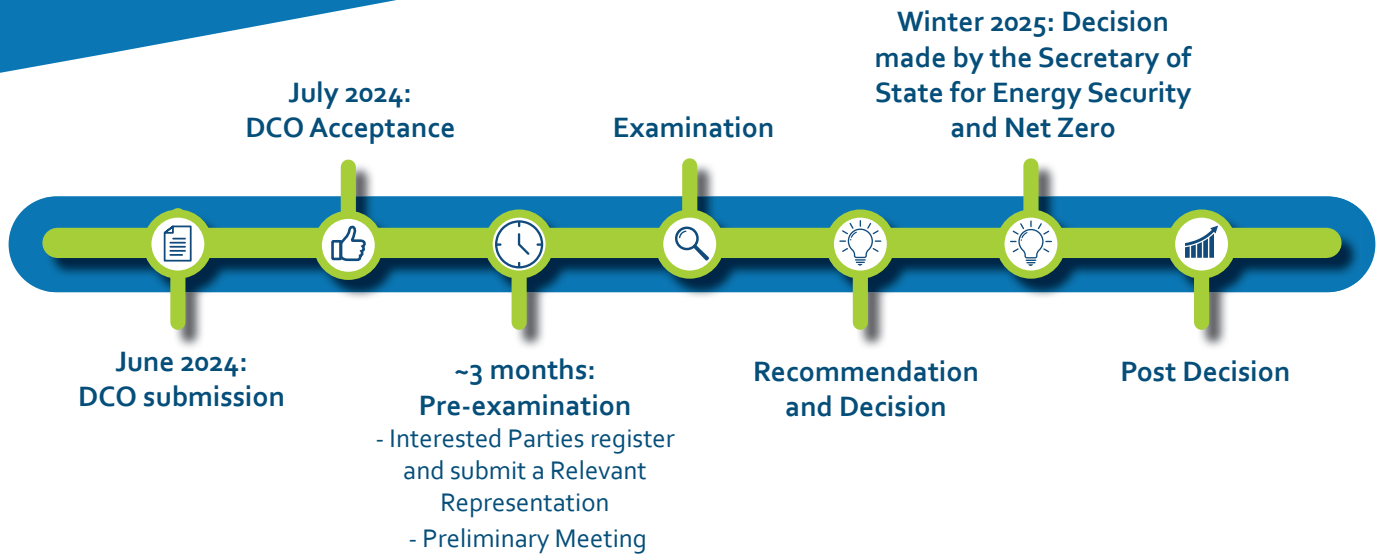 June 2024:
DCO submission
July 2024:
DCO Acceptance
~3 months:
Pre-examination
- Interested Parties register
and submit a Relevant
Representation
- Preliminary Meeting
Examination
Recommendation
and Decision
Winter 2025: Decision
made by the Secretary of
State for Energy Security
and Net Zero
Post Decision